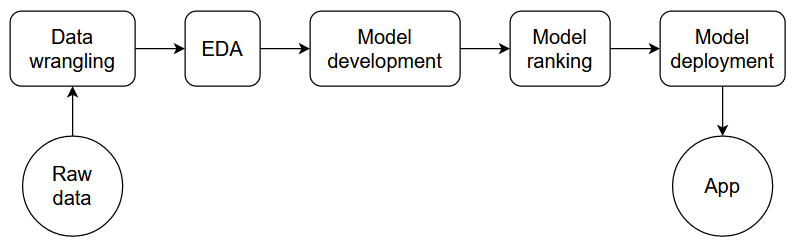 Data
wrangling
EDA
Model
development
Model
ranking
Model
deployment
Raw
data
App